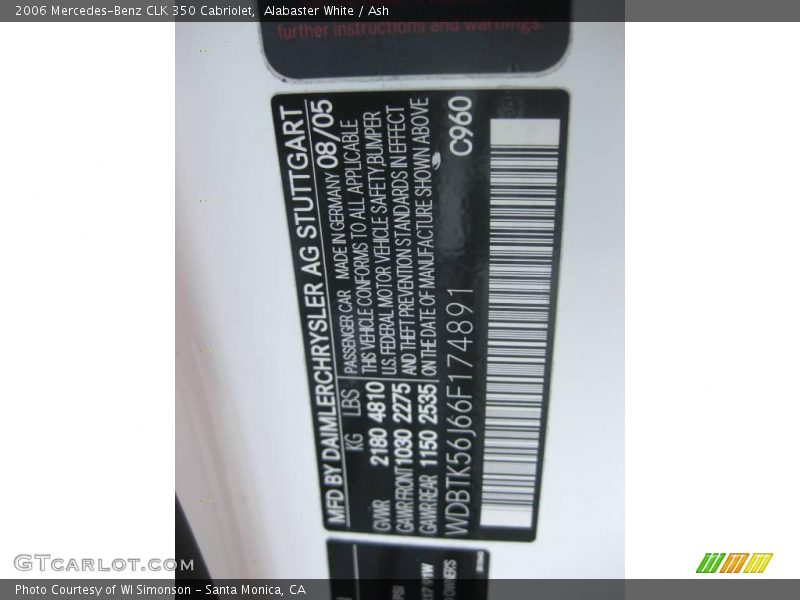 2006 Mercedes-Benz CLK 350 Cabriolet, Alabaster White / Ash
further instructions and warnings.
MFD BY DAIMLERCHRYSLER AG STUTTGART
KG LBS PASSENGER CAR MADE IN GERMANY 08/05
GVWR 2180 4810 THIS VEHICLE CONFORMS TO ALL APPLICABLE
U.S. FEDERAL MOTOR VEHICLE SAFETY,BUMPER
GAWR FRONT 1030 2275 AND THEFT PREVENTION STANDARDS IN EFFECT
GAWR REAR 1150 2535 ON THE DATE OF MANUFACTURE SHOWN ABOVE
WDBTK56J66F174891 C960
GTcarlot.com
Photo Courtesy of WI Simonson - Santa Monica, CA